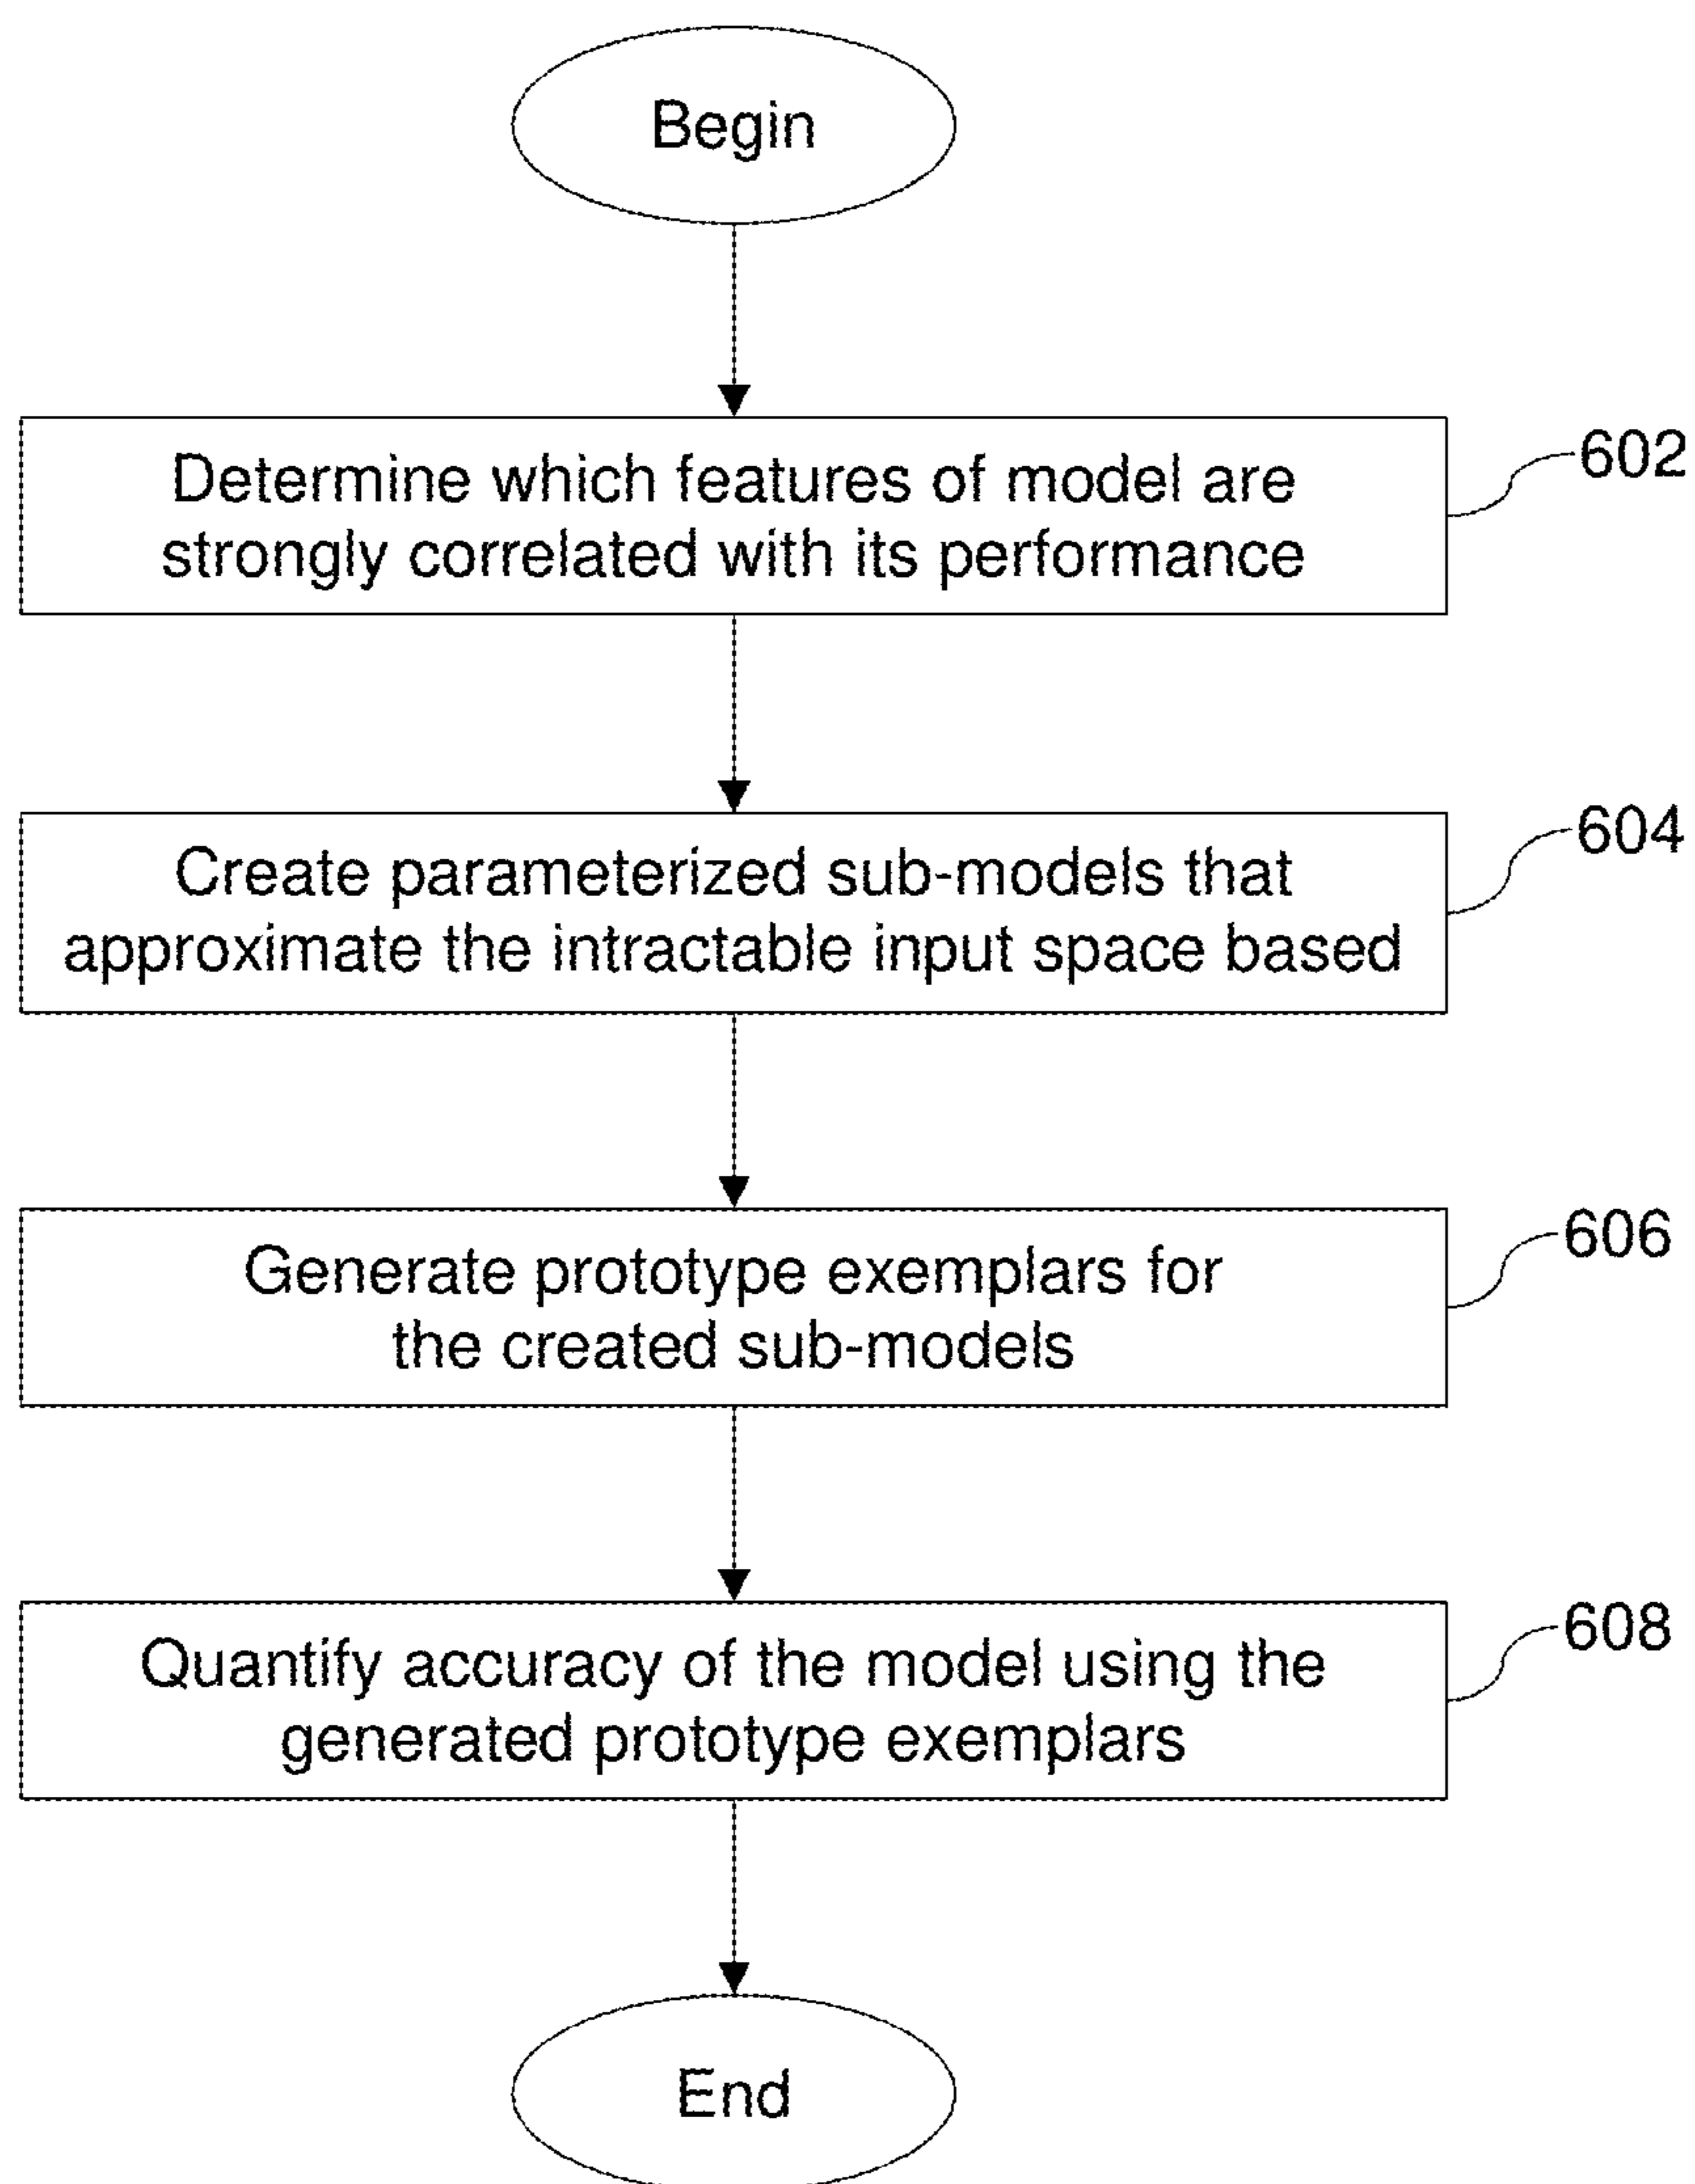 Begin
Determine which features of model are
strongly correlated with its performance
602
Create parameterized sub-models that
approximate the intractable input space based
604
Generate prototype exemplars for
the created sub-models
606
Quantify accuracy of the model using the
generated prototype exemplars
608
End